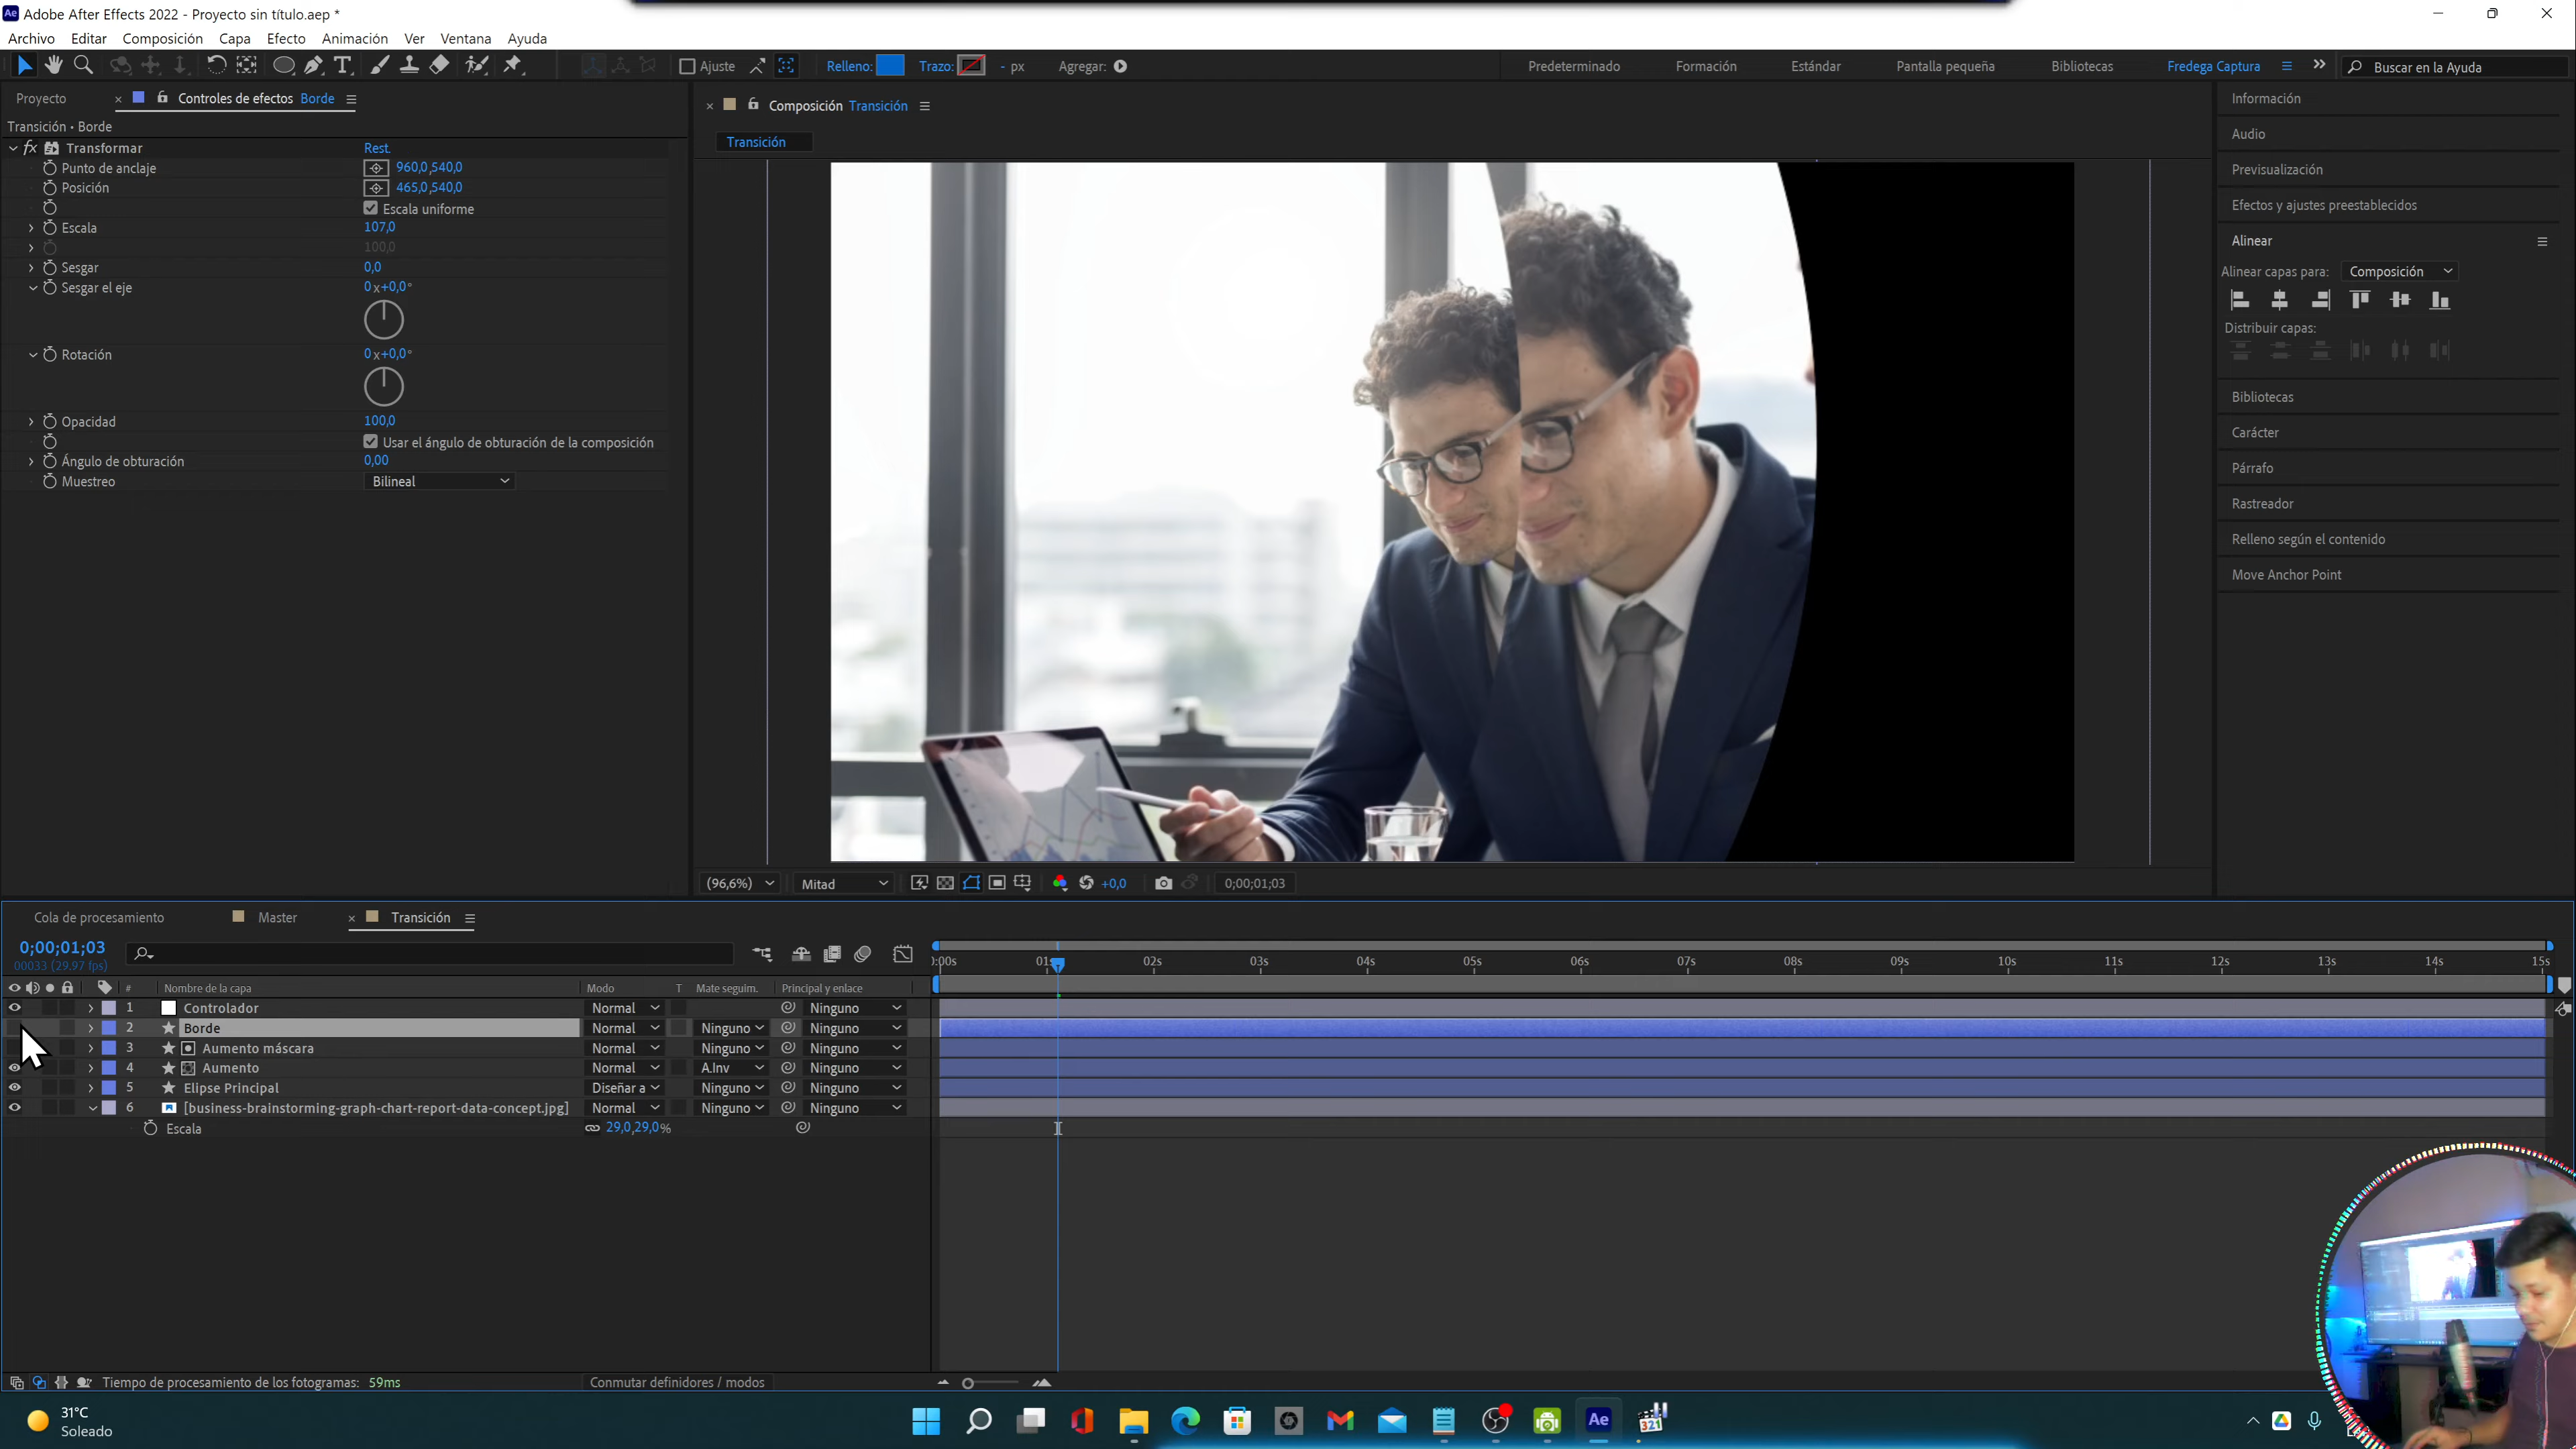 Adobe After Effects 2022 - Proyecto sin título.aep *
Archivo Editar Composición Capa Efecto Animación Ver Ventana Ayuda
Ajuste Relleno: Trazo: - px Agregar: Predeterminado Formación Estándar Pantalla pequeña Bibliotecas Fredega Captura Buscar en la Ayuda
Proyecto Controles de efectos Borde
Transición • Borde
fx Transformar Rest.
Punto de anclaje 960,0,540,0
Posición 465,0,540,0
Escala uniforme
Escala 107,0
100,0
Sesgar 0,0
Sesgar el eje 0x+0,0°
Rotación 0x+0,0°
Opacidad 100,0
Usar el ángulo de obturación de la composición
Ángulo de obturación 0,00
Muestreo Bilineal
Composición Transición
Transición
(96,6%) Mitad +0,0 0;00;01;03
Información
Audio
Previsualización
Efectos y ajustes preestablecidos
Alinear
Alinear capas para: Composición
Distribuir capas:
Bibliotecas
Carácter
Párrafo
Rastreador
Relleno según el contenido
Move Anchor Point
Cola de procesamiento Master Transición
0;00;01;03
00033 (29.97 fps)
:00s 01s 02s 03s 04s 05s 06s 07s 08s 09s 10s 11s 12s 13s 14s 15s
# Nombre de la capa Modo T Mate seguim. Principal y enlace
1 Controlador Normal Ninguno
2 Borde Normal Ninguno Ninguno
3 Aumento máscara Normal Ninguno Ninguno
4 Aumento Normal A.Inv Ninguno
5 Elipse Principal Diseñar a Ninguno Ninguno
6 [business-brainstorming-graph-chart-report-data-concept.jpg] Normal Ninguno Ninguno
Escala 29,0,29,0%
Tiempo de procesamiento de los fotogramas: 59ms Conmutar definidores / modos
31°C
Soleado
Ae
321